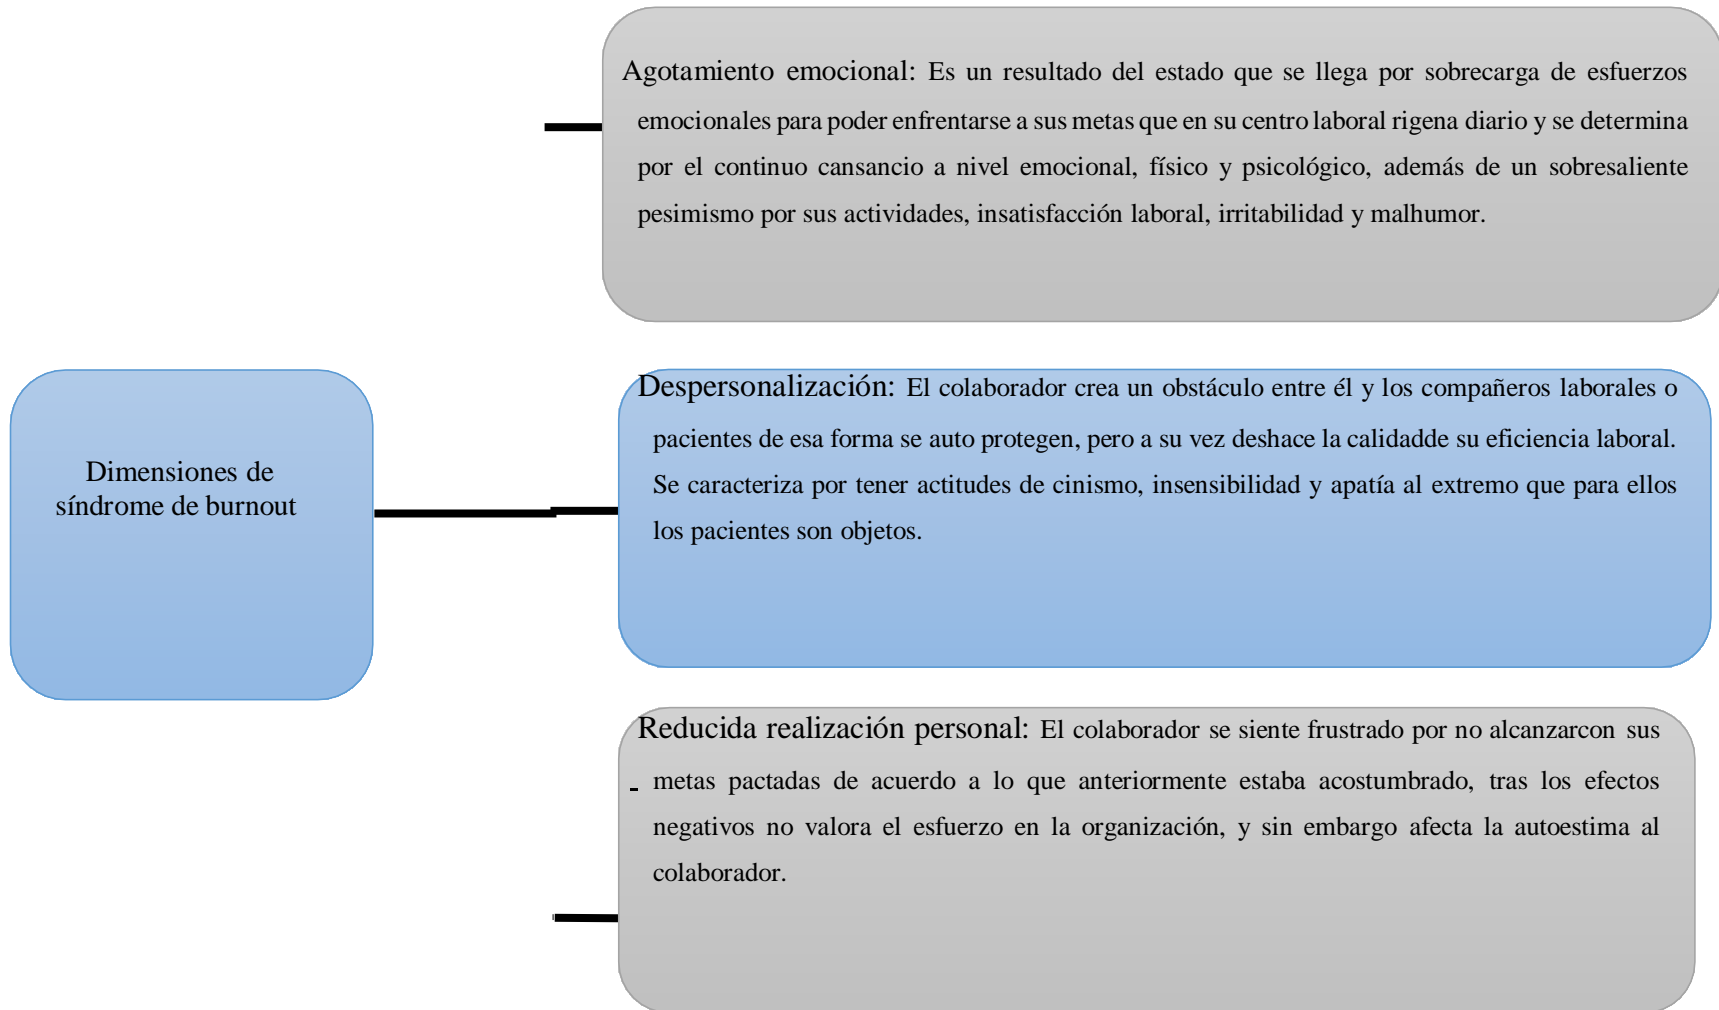 Agotamiento emocional: Es un resultado del estado que se llega por sobrecarga de esfuerzos
emocionales para poder enfrentarse a sus metas que en su centro laboral rigena diario y se determina
por el continuo cansancio a nivel emocional, físico y psicológico, además de un sobresaliente
pesimismo por sus actividades, insatisfacción laboral, irritabilidad y malhumor.
Dimensiones de
síndrome de burnout
Despersonalización: El colaborador crea un obstáculo entre él y los compañeros laborales o
pacientes de esa forma se auto protegen, pero a su vez deshace la calidadde su eficiencia laboral.
Se caracteriza por tener actitudes de cinismo, insensibilidad y apatía al extremo que para ellos
los pacientes son objetos.
Reducida realización personal: El colaborador se siente frustrado por no alcanzarcon sus
metas pactadas de acuerdo a lo que anteriormente estaba acostumbrado, tras los efectos
negativos no valora el esfuerzo en la organización, y sin embargo afecta la autoestima al
colaborador.